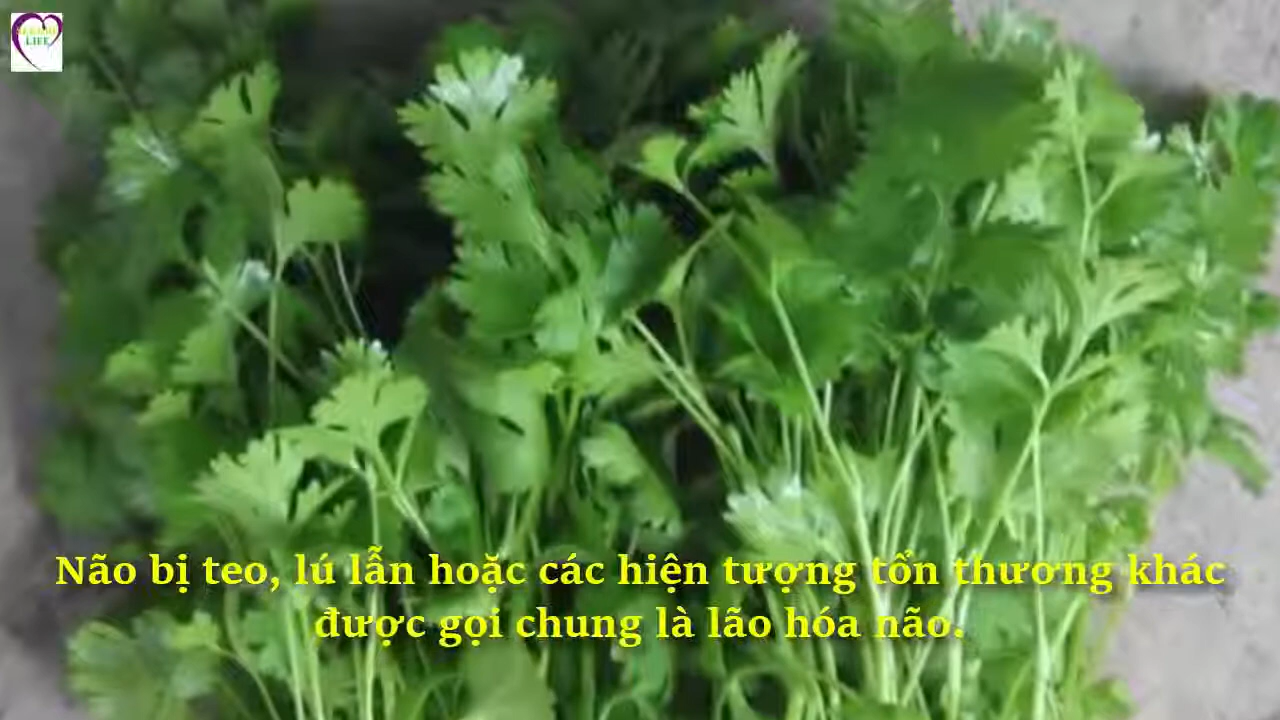 LIFE
Não bị teo, lú lẫn hoặc các hiện tượng tổn thương khác
được gọi chung là lão hóa não.